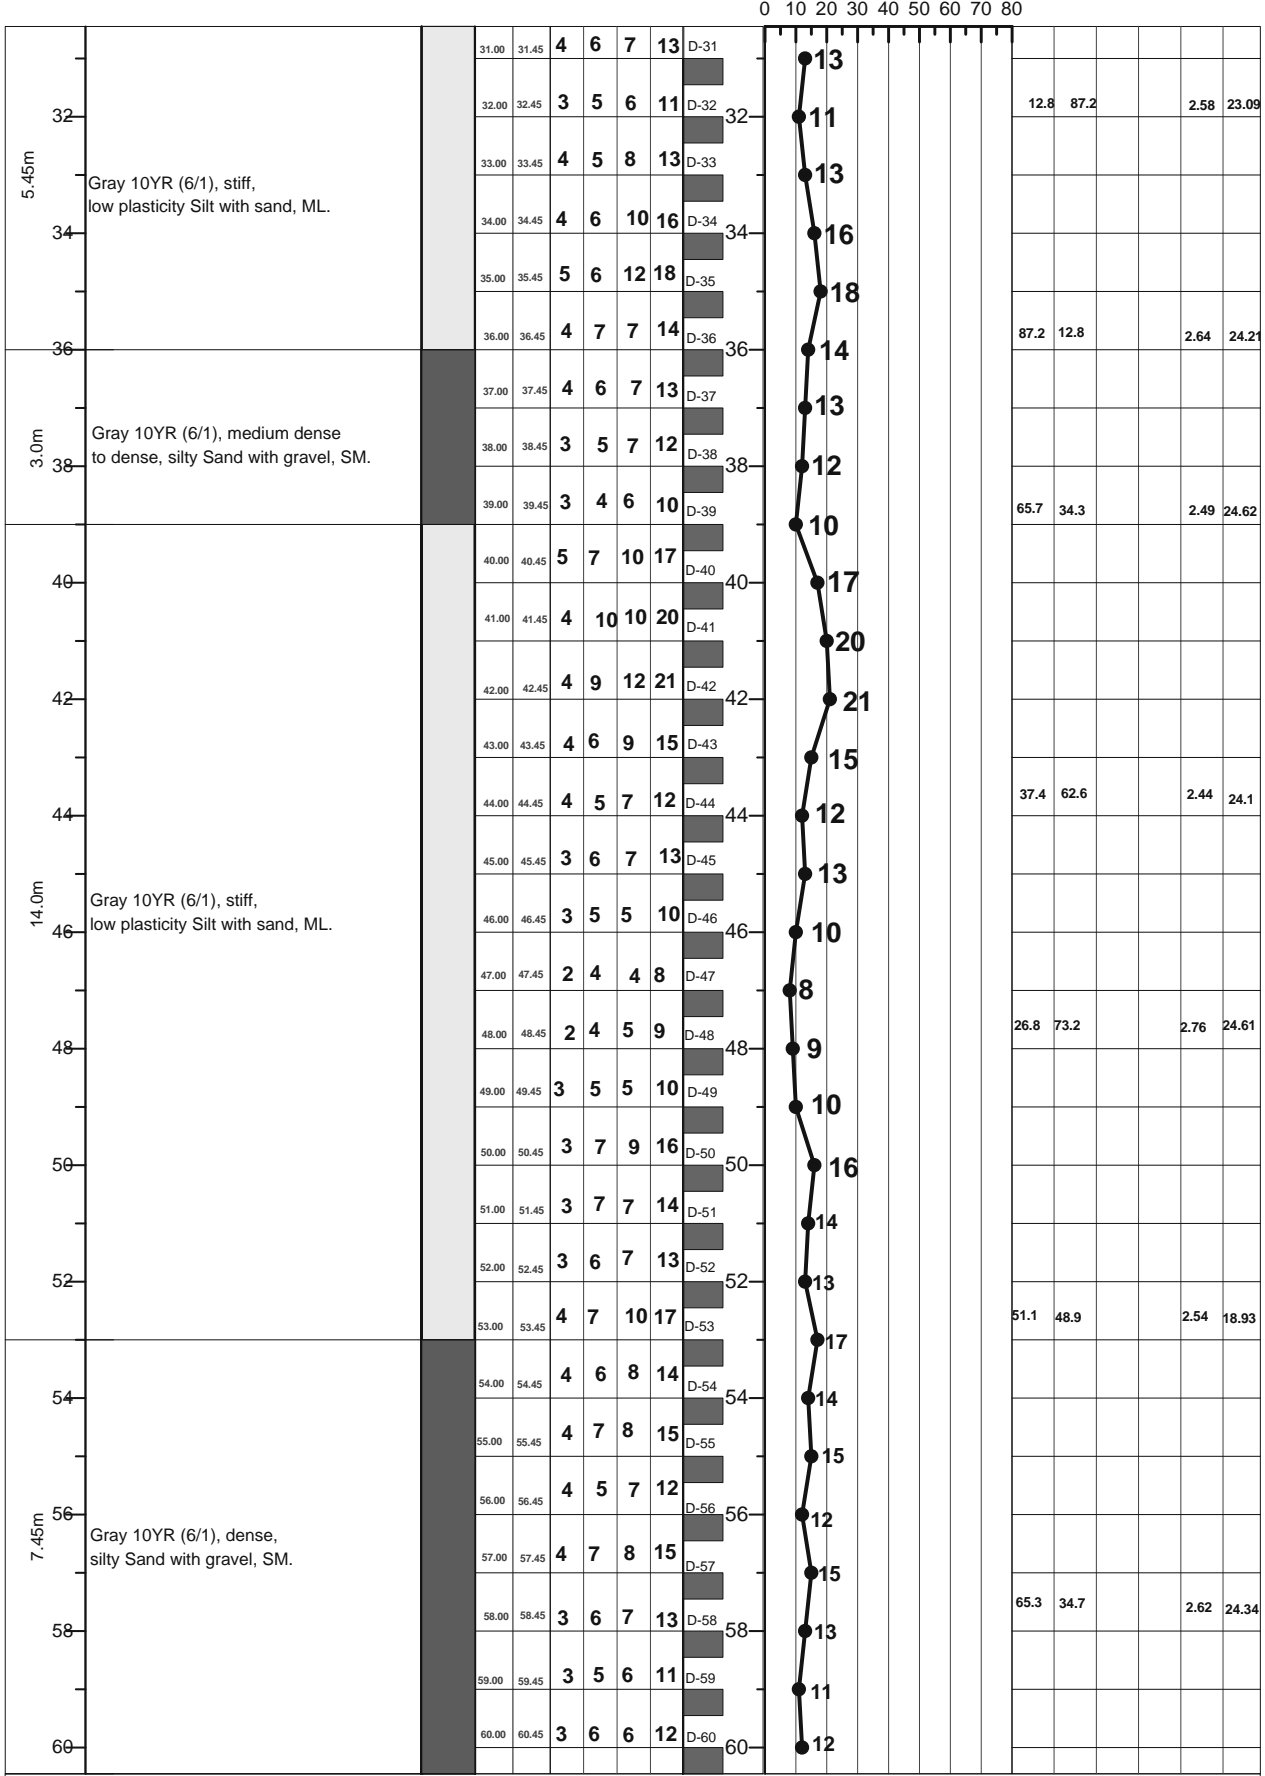 0 10 20 30 40 50 60 70 80
31.00 31.45 4 6 7 13 D-31 13
32.00 32.45 3 5 6 11 D-32 12.8 87.2 2.58 23.09
32 32 11
33.00 33.45 4 5 8 13 D-33 13
5.45m
Gray 10YR (6/1), stiff,
low plasticity Silt with sand, ML.
34.00 34.45 4 6 10 16 D-34
34 34 16
35.00 35.45 5 6 12 18 D-35 18
36.00 36.45 4 7 7 14 D-36 87.2 12.8 2.64 24.21
36 36 14
37.00 37.45 4 6 7 13 D-37 13
3.0m
Gray 10YR (6/1), medium dense
to dense, silty Sand with gravel, SM.
38.00 38.45 3 5 7 12 D-38
38 38 12
39.00 39.45 3 4 6 10 D-39 65.7 34.3 2.49 24.62
10
40.00 40.45 5 7 10 17 D-40
40 40 17
41.00 41.45 4 10 10 20 D-41 20
42.00 42.45 4 9 12 21 D-42
42 42 21
43.00 43.45 4 6 9 15 D-43 15
44.00 44.45 4 5 7 12 D-44 37.4 62.6 2.44 24.1
44 44 12
45.00 45.45 3 6 7 13 D-45 13
14.0m
Gray 10YR (6/1), stiff,
low plasticity Silt with sand, ML.
46.00 46.45 3 5 5 10 D-46
46 46 10
47.00 47.45 2 4 4 8 D-47 8
48.00 48.45 2 4 5 9 D-48 26.8 73.2 2.76 24.61
48 48 9
49.00 49.45 3 5 5 10 D-49 10
50.00 50.45 3 7 9 16 D-50
50 50 16
51.00 51.45 3 7 7 14 D-51 14
52.00 52.45 3 6 7 13 D-52
52 52 13
53.00 53.45 4 7 10 17 D-53 51.1 48.9 2.54 18.93
17
54.00 54.45 4 6 8 14 D-54
54 54 14
55.00 55.45 4 7 8 15 D-55 15
56.00 56.45 4 5 7 12 D-56
56 56 12
7.45m
Gray 10YR (6/1), dense,
silty Sand with gravel, SM.
57.00 57.45 4 7 8 15 D-57 15
58.00 58.45 3 6 7 13 D-58 65.3 34.7 2.62 24.34
58 58 13
59.00 59.45 3 5 6 11 D-59 11
60.00 60.45 3 6 6 12 D-60
60 60 12